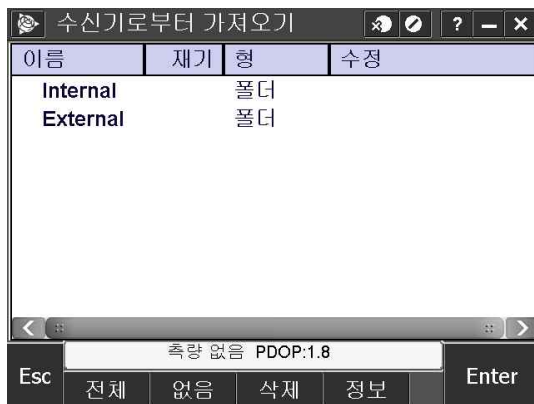 수신기로부터 가져오기 ? – ×
이름 재기 형 수정
Internal 폴더
External 폴더
측량 없음 PDOP:1.8
Esc 전체 없음 삭제 정보 Enter